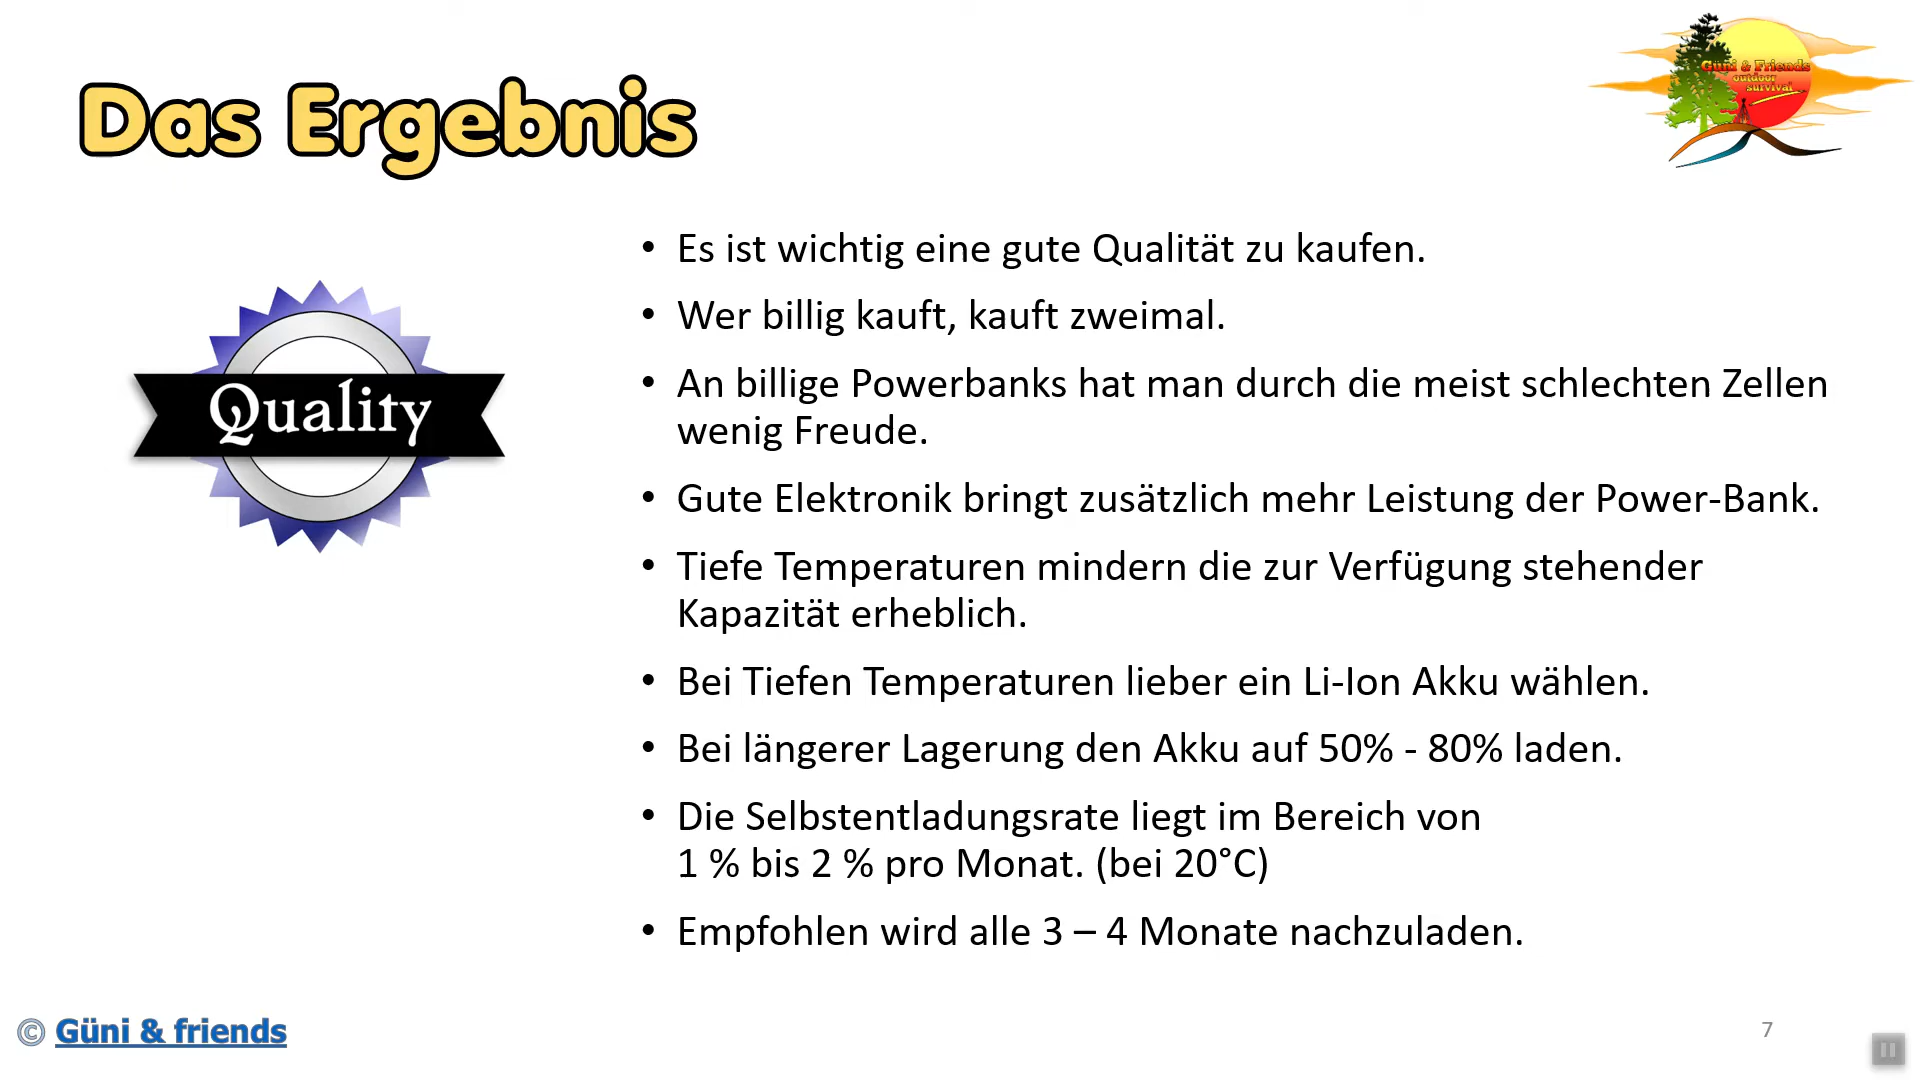 Das Ergebnis
Güni & Friends
outdoor
survival
Quality
• Es ist wichtig eine gute Qualität zu kaufen.
• Wer billig kauft, kauft zweimal.
• An billige Powerbanks hat man durch die meist schlechten Zellen
wenig Freude.
• Gute Elektronik bringt zusätzlich mehr Leistung der Power-Bank.
• Tiefe Temperaturen mindern die zur Verfügung stehender
Kapazität erheblich.
• Bei Tiefen Temperaturen lieber ein Li-Ion Akku wählen.
• Bei längerer Lagerung den Akku auf 50% - 80% laden.
• Die Selbstentladungsrate liegt im Bereich von
1 % bis 2 % pro Monat. (bei 20°C)
• Empfohlen wird alle 3 – 4 Monate nachzuladen.
© Güni & friends
7